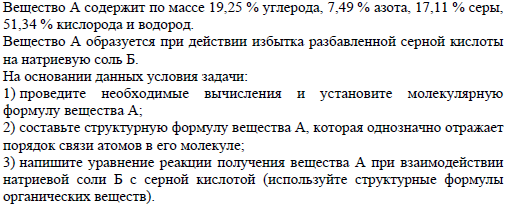 Вещество А содержит по массе 19,25 % углерода, 7,49 % азота, 17,11 % серы,
51,34 % кислорода и водород.
Вещество А образуется при действии избытка разбавленной серной кислоты
на натриевую соль Б.
На основании данных условия задачи:
1) проведите необходимые вычисления и установите молекулярную
формулу вещества А;
2) составьте структурную формулу вещества А, которая однозначно отражает
порядок связи атомов в его молекуле;
3) напишите уравнение реакции получения вещества А при взаимодействии
натриевой соли Б с серной кислотой (используйте структурные формулы
органических веществ).